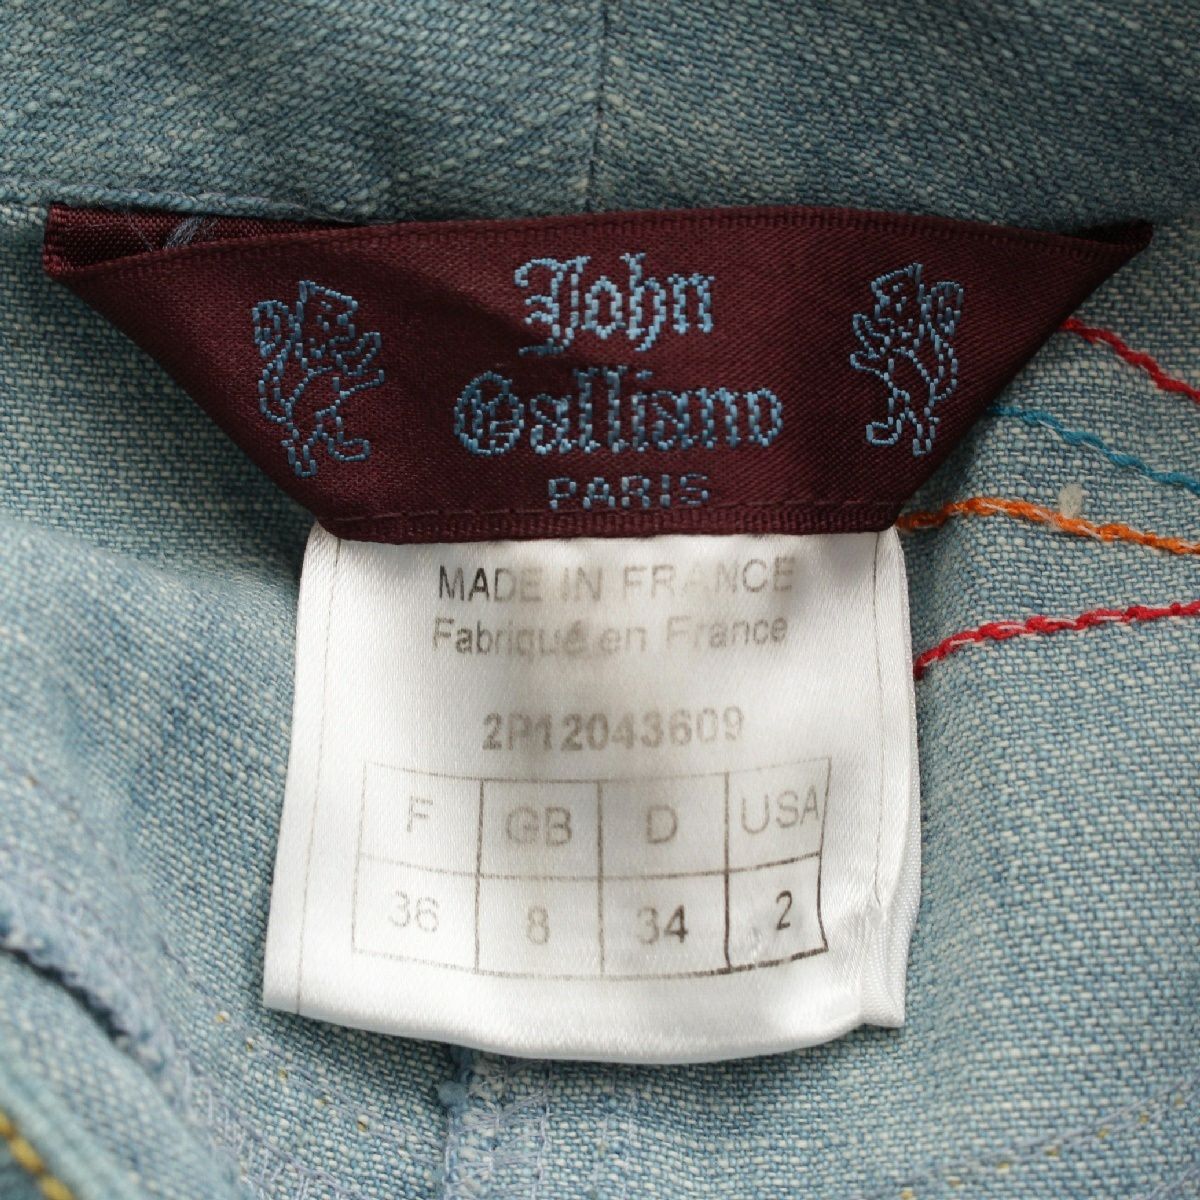 John
Galliano
PARIS
MADE IN FRANCE
Fabriqué en France
2P12043609
F GB D USA
36 8 34 2